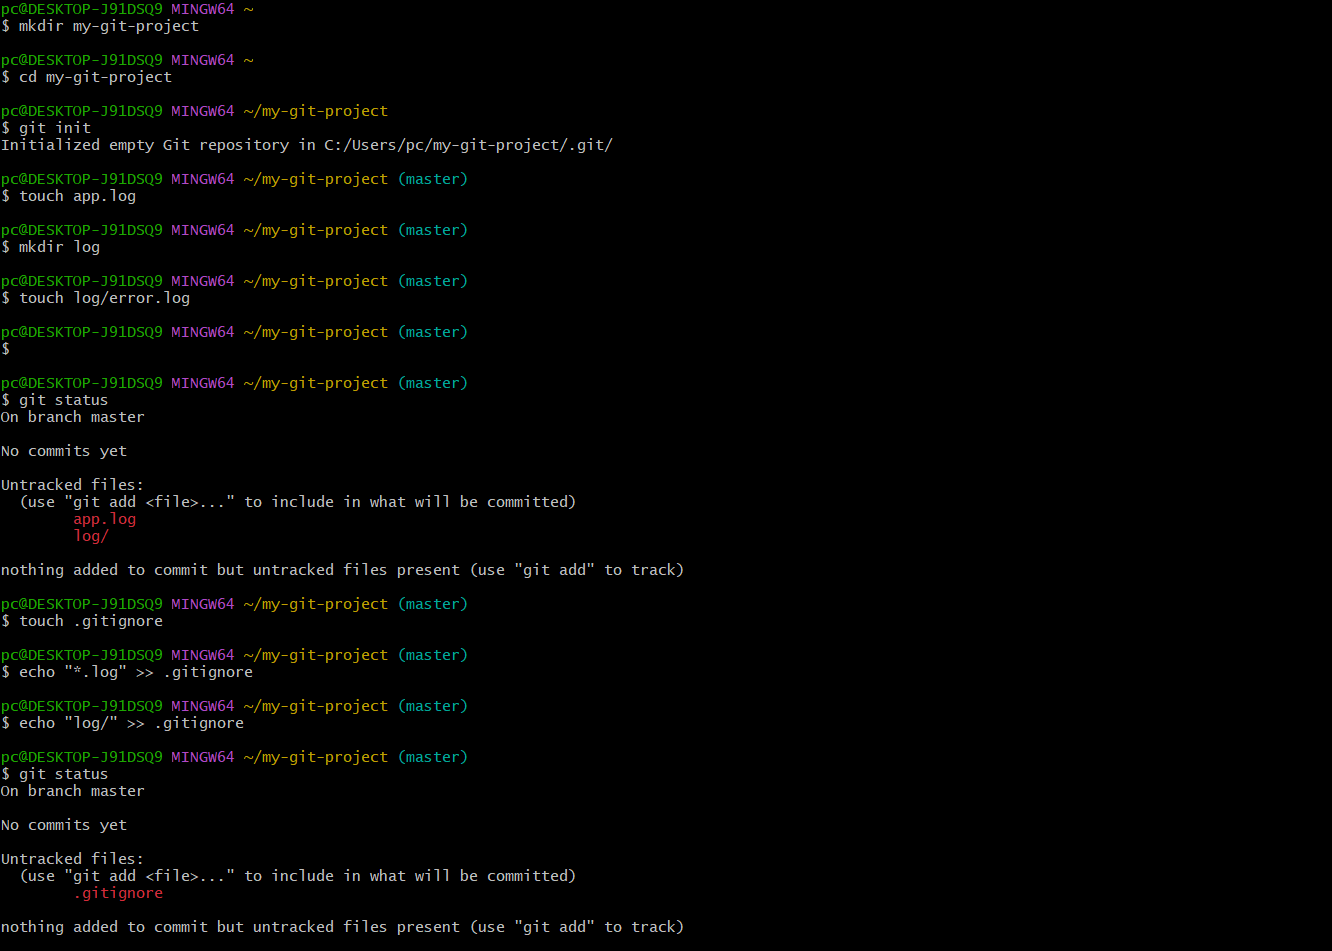 pc@DESKTOP-J91DSQ9 MINGW64 ~
$ mkdir my-git-project
pc@DESKTOP-J91DSQ9 MINGW64 ~
$ cd my-git-project
pc@DESKTOP-J91DSQ9 MINGW64 ~/my-git-project
$ git init
Initialized empty Git repository in C:/Users/pc/my-git-project/.git/
pc@DESKTOP-J91DSQ9 MINGW64 ~/my-git-project (master)
$ touch app.log
pc@DESKTOP-J91DSQ9 MINGW64 ~/my-git-project (master)
$ mkdir log
pc@DESKTOP-J91DSQ9 MINGW64 ~/my-git-project (master)
$ touch log/error.log
pc@DESKTOP-J91DSQ9 MINGW64 ~/my-git-project (master)
$
pc@DESKTOP-J91DSQ9 MINGW64 ~/my-git-project (master)
$ git status
On branch master
No commits yet
Untracked files:
  (use "git add <file>..." to include in what will be committed)
        app.log
        log/
nothing added to commit but untracked files present (use "git add" to track)
pc@DESKTOP-J91DSQ9 MINGW64 ~/my-git-project (master)
$ touch .gitignore
pc@DESKTOP-J91DSQ9 MINGW64 ~/my-git-project (master)
$ echo "*.log" >> .gitignore
pc@DESKTOP-J91DSQ9 MINGW64 ~/my-git-project (master)
$ echo "log/" >> .gitignore
pc@DESKTOP-J91DSQ9 MINGW64 ~/my-git-project (master)
$ git status
On branch master
No commits yet
Untracked files:
  (use "git add <file>..." to include in what will be committed)
        .gitignore
nothing added to commit but untracked files present (use "git add" to track)